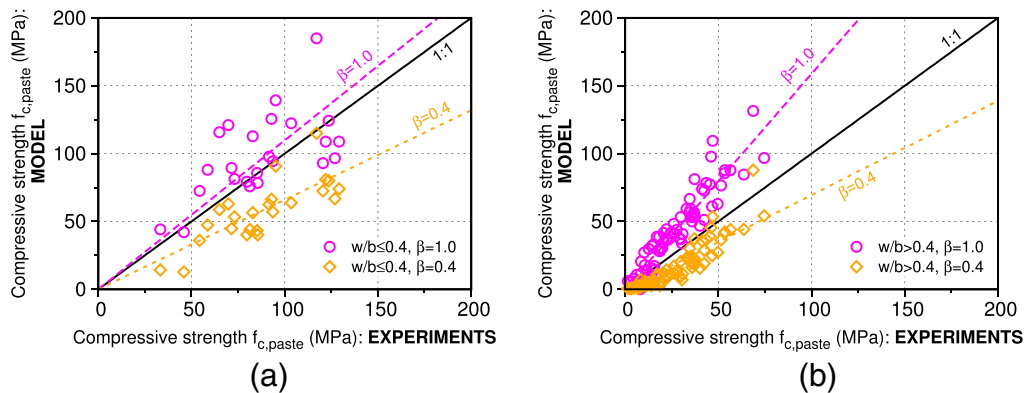 Compressive strength f_c,paste (MPa):
MODEL
200
150
100
50
0
β=1.0
1:1
β=0.4
w/b≤0.4, β=1.0
w/b≤0.4, β=0.4
0
50
100
150
200
Compressive strength f_c,paste (MPa): EXPERIMENTS
(a)
Compressive strength f_c,paste (MPa):
MODEL
200
150
100
50
0
β=1.0
1:1
β=0.4
w/b>0.4, β=1.0
w/b>0.4, β=0.4
0
50
100
150
200
Compressive strength f_c,paste (MPa): EXPERIMENTS
(b)